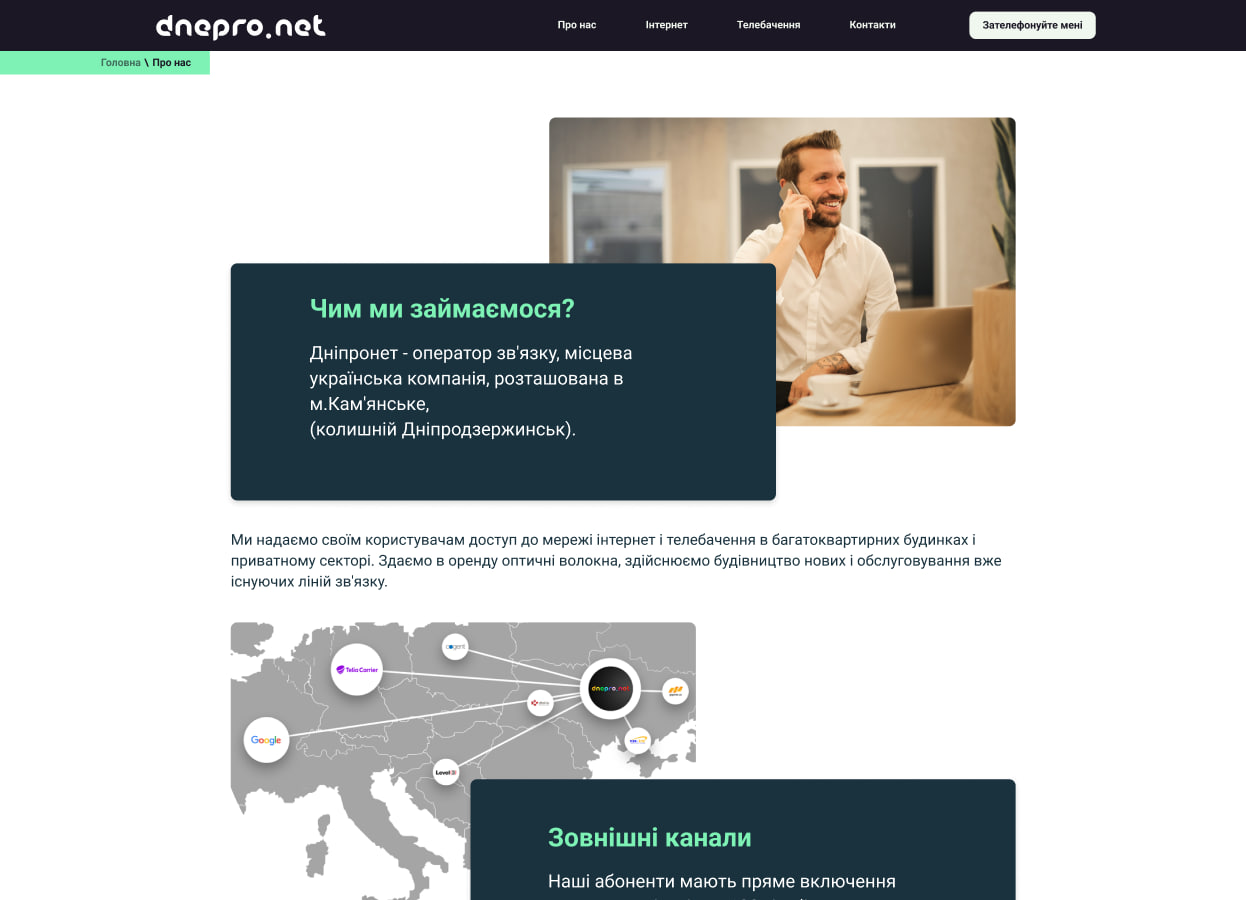 dnepro.net
Про нас
Інтернет
Телебачення
Контакти
Зателефонуйте мені
Головна \ Про нас
Чим ми займаємося?
Дніпронет - оператор зв'язку, місцева
українська компанія, розташована в
м.Кам'янське,
(колишній Дніпродзержинськ).
Ми надаємо своїм користувачам доступ до мережі інтернет і телебачення в багатоквартирних будинках і
приватному секторі. Здаємо в оренду оптичні волокна, здійснюємо будівництво нових і обслуговування вже
існуючих ліній зв'язку.
cogent
Telia Carrier
dnepro.net
Google
Level 3
Зовнішні канали
Наші абоненти мають пряме включення